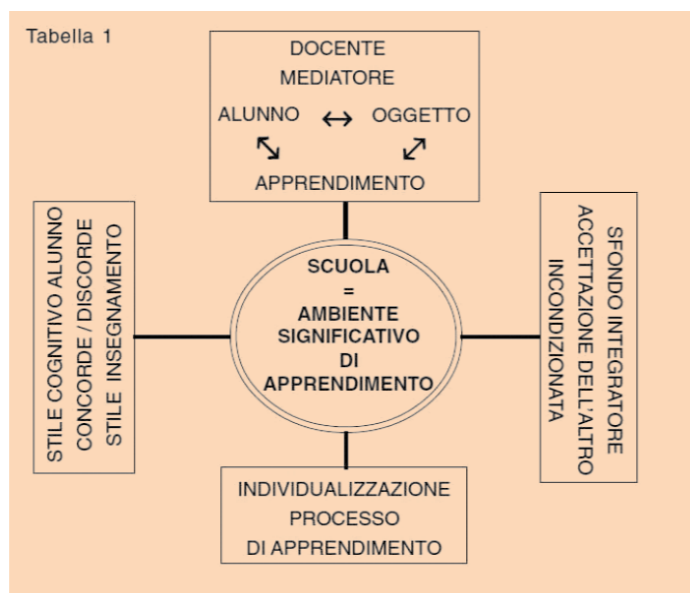 Tabella 1
DOCENTE
MEDIATORE
ALUNNO ↔ OGGETTO
APPRENDIMENTO
STILE COGNITIVO ALUNNO
CONCORDE / DISCORDE
STILE INSEGNAMENTO
SCUOLA
=
AMBIENTE
SIGNIFICATIVO
DI
APPRENDIMENTO
SFONDO INTEGRATORE
ACCETTAZIONE DELL'ALTRO
INCONDIZIONATA
INDIVIDUALIZZAZIONE
PROCESSO
DI APPRENDIMENTO